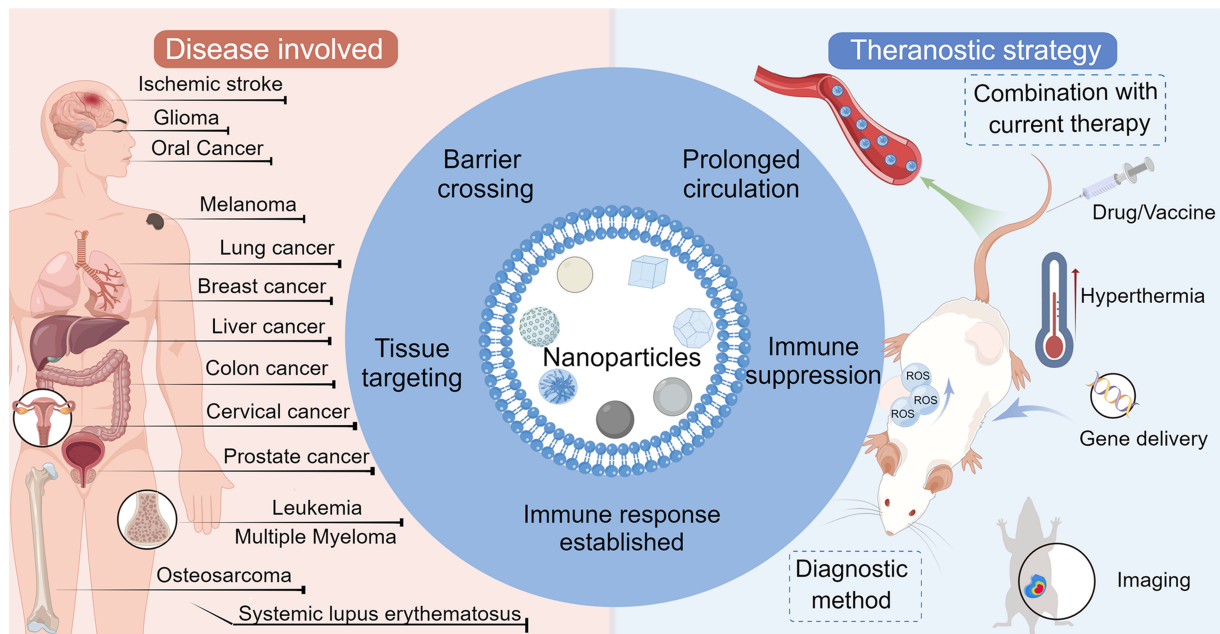 Disease involved
Ischemic stroke
Glioma
Oral Cancer
Melanoma
Lung cancer
Breast cancer
Liver cancer
Colon cancer
Cervical cancer
Prostate cancer
Leukemia
Multiple Myeloma
Osteosarcoma
Systemic lupus erythematosus
Barrier
crossing
Prolonged
circulation
Tissue
targeting
Nanoparticles
Immune
suppression
Immune response
established
Theranostic strategy
Combination with
current therapy
Drug/Vaccine
Hyperthermia
ROS
ROS
ROS
Gene delivery
Diagnostic
method
Imaging